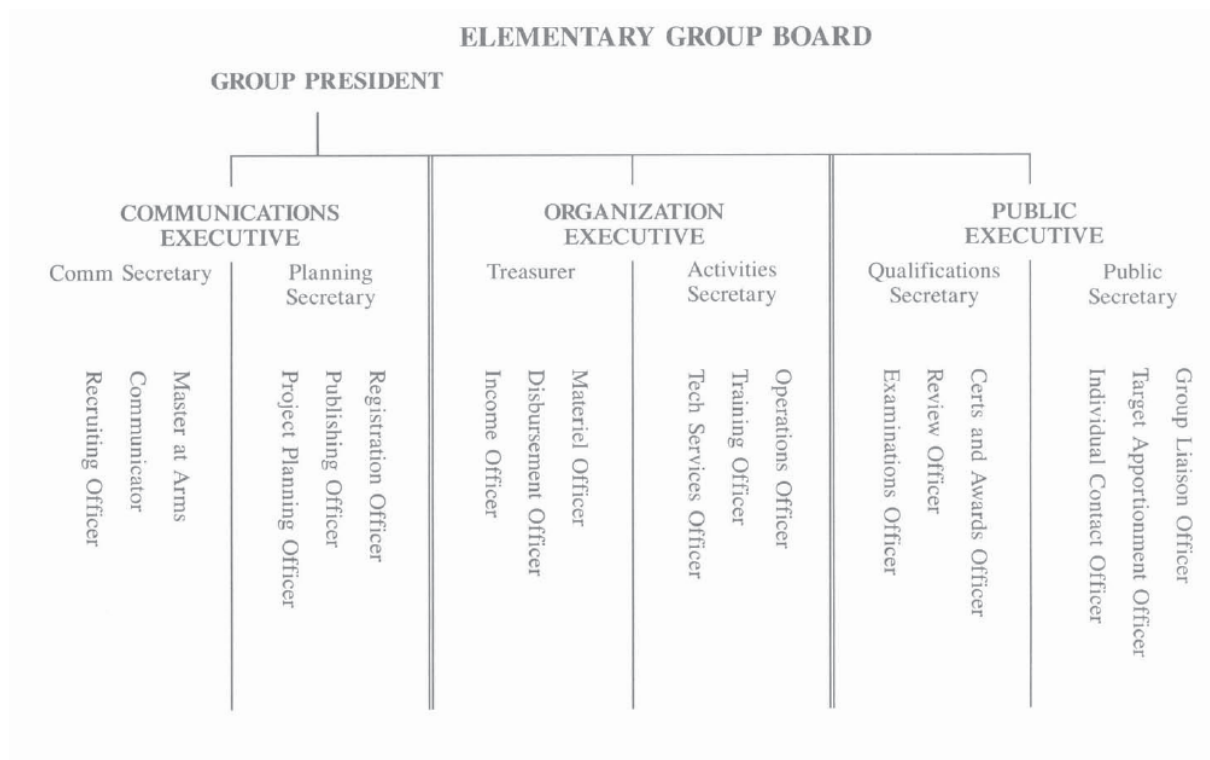 ELEMENTARY GROUP BOARD
GROUP PRESIDENT
COMMUNICATIONS
EXECUTIVE
ORGANIZATION
EXECUTIVE
PUBLIC
EXECUTIVE
Comm Secretary
Planning
Secretary
Treasurer
Activities
Secretary
Qualifications
Secretary
Public
Secretary
Recruiting Officer
Communicator
Master at Arms
Project Planning Officer
Publishing Officer
Registration Officer
Income Officer
Disbursement Officer
Materiel Officer
Tech Services Officer
Training Officer
Operations Officer
Examinations Officer
Review Officer
Certs and Awards Officer
Individual Contact Officer
Target Apportionment Officer
Group Liaison Officer